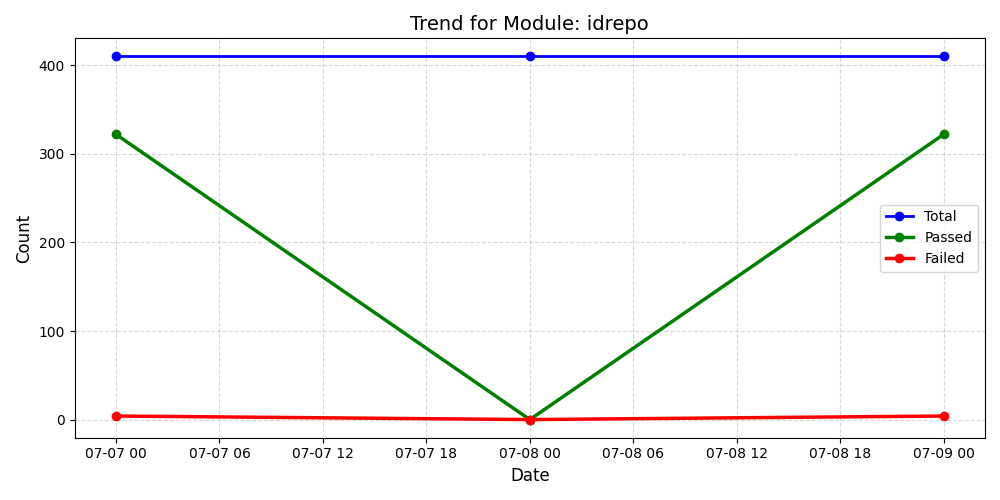 Trend for Module: idrepo
Count
400
300
200
100
0
Total
Passed
Failed
07-07 00
07-07 06
07-07 12
07-07 18
07-08 00
07-08 06
07-08 12
07-08 18
07-09 00
Date